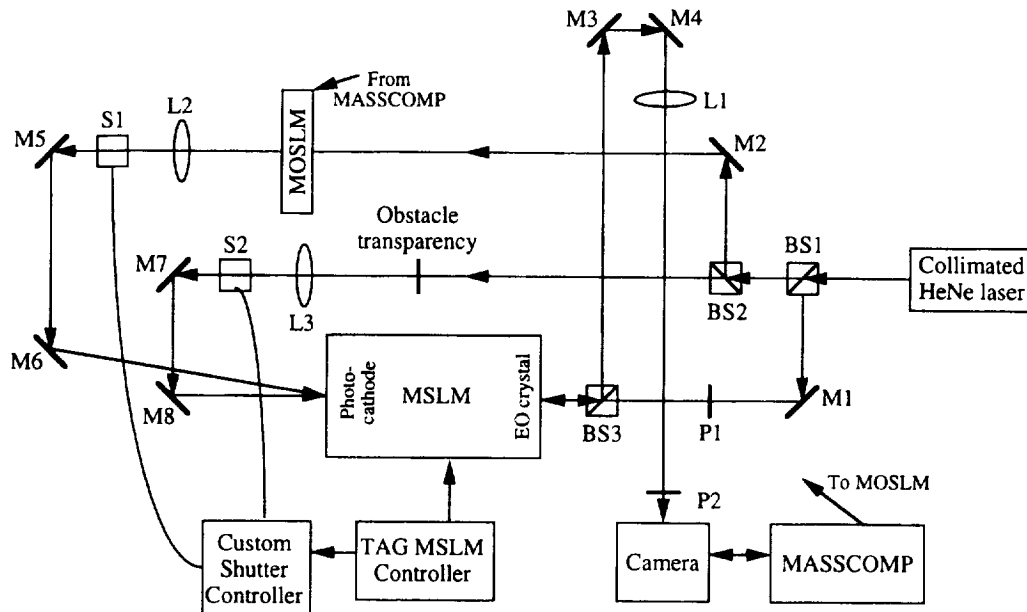 M3
M4
From
MASSCOMP
L1
L2
S1
M5
MOSLM
M2
Obstacle
transparency
S2
M7
BS1
Collimated
HeNe laser
BS2
L3
M6
Photo-
cathode
MSLM
EO crystal
M8
BS3
P1
M1
To MOSLM
P2
Custom
Shutter
Controller
TAG MSLM
Controller
Camera
MASSCOMP